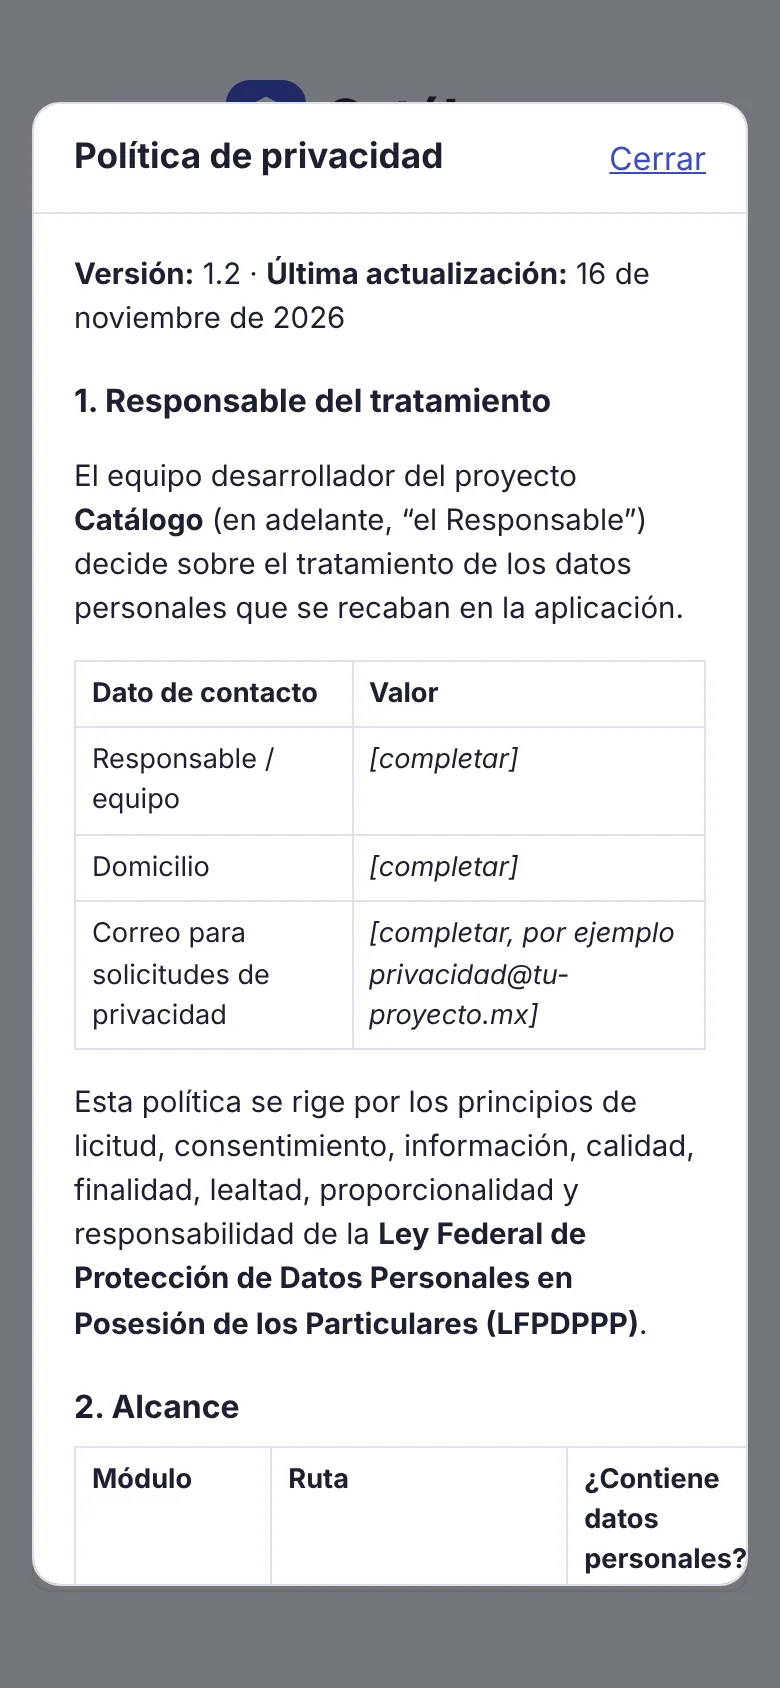 Política de privacidad
Cerrar
Versión: 1.2 · Última actualización: 16 de
noviembre de 2026
1. Responsable del tratamiento
El equipo desarrollador del proyecto
Catálogo (en adelante, “el Responsable”)
decide sobre el tratamiento de los datos
personales que se recaban en la aplicación.
Dato de contacto
Valor
Responsable /
equipo
[completar]
Domicilio
[completar]
Correo para
solicitudes de
privacidad
[completar, por ejemplo
privacidad@tu-
proyecto.mx]
Esta política se rige por los principios de
licitud, consentimiento, información, calidad,
finalidad, lealtad, proporcionalidad y
responsabilidad de la Ley Federal de
Protección de Datos Personales en
Posesión de los Particulares (LFPDPPP).
2. Alcance
Módulo
Ruta
¿Contiene
datos
personales?